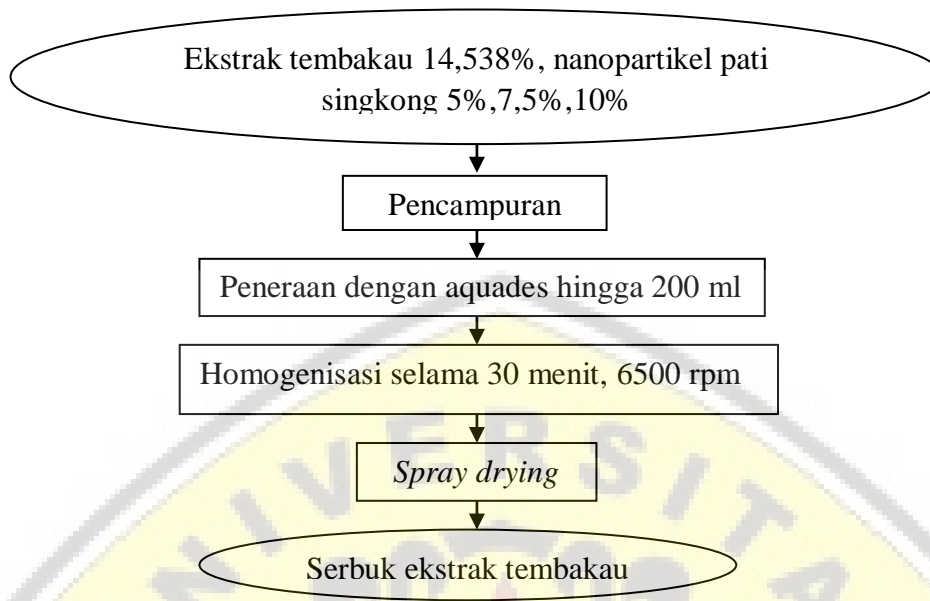 Ekstrak tembakau 14,538%, nanopartikel pati
singkong 5%,7,5%,10%
Pencampuran
Peneraan dengan aquades hingga 200 ml
Homogenisasi selama 30 menit, 6500 rpm
Spray drying
Serbuk ekstrak tembakau